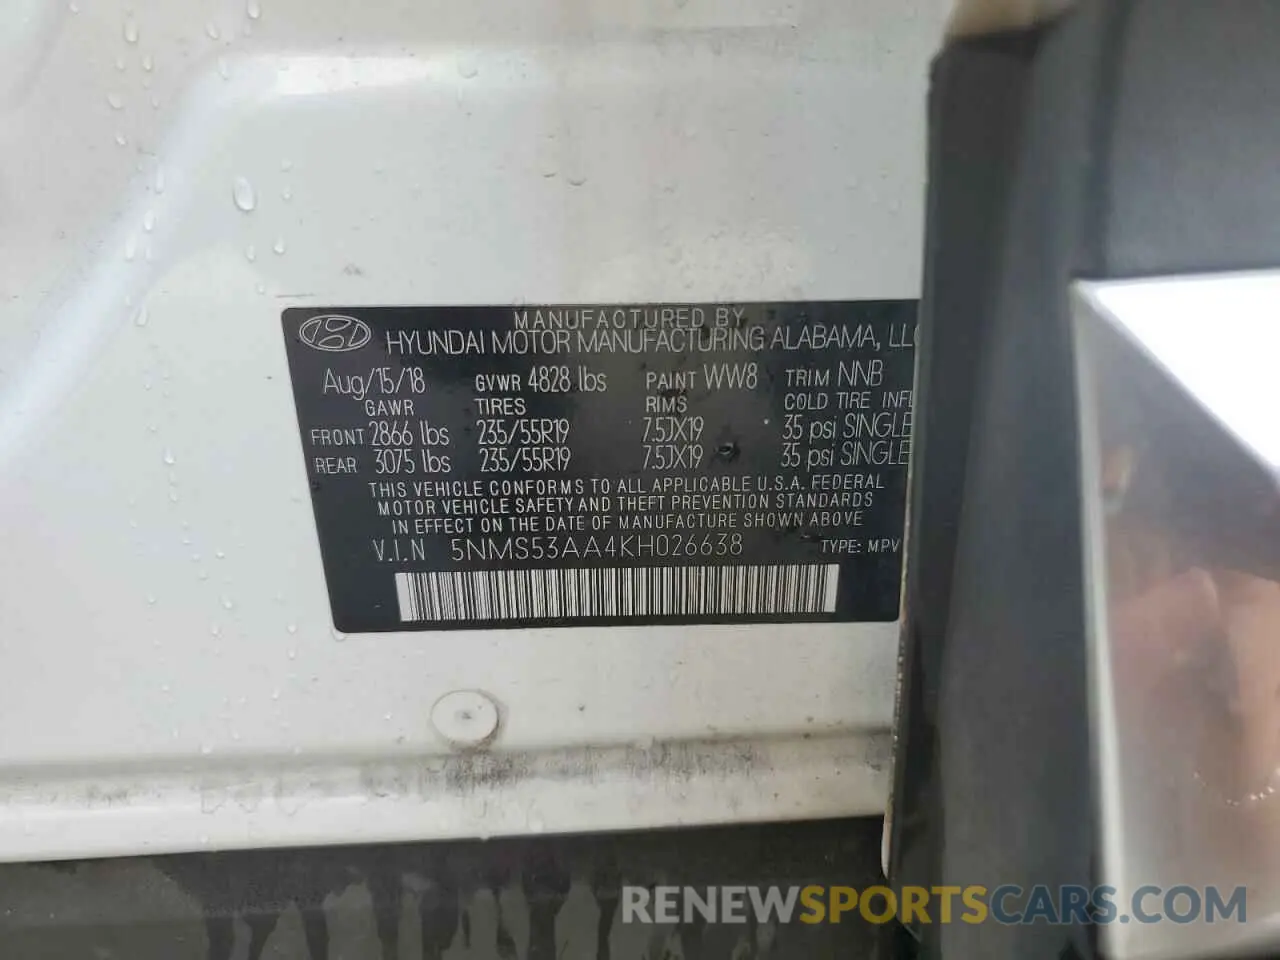 MANUFACTURED BY
HYUNDAI MOTOR MANUFACTURING ALABAMA, LLC
Aug/15/18 GVWR 4828 lbs PAINT WW8 TRIM NNB
GAWR TIRES RIMS COLD TIRE INFL
FRONT 2866 lbs 235/55R19 7.5JX19 35 psi SINGLE
REAR 3075 lbs 235/55R19 7.5JX19 35 psi SINGLE
THIS VEHICLE CONFORMS TO ALL APPLICABLE U.S.A. FEDERAL
MOTOR VEHICLE SAFETY AND THEFT PREVENTION STANDARDS
IN EFFECT ON THE DATE OF MANUFACTURE SHOWN ABOVE
V.I.N 5NMS53AA4KH026638 TYPE: MPV
RENEWSPORTSCARS.COM